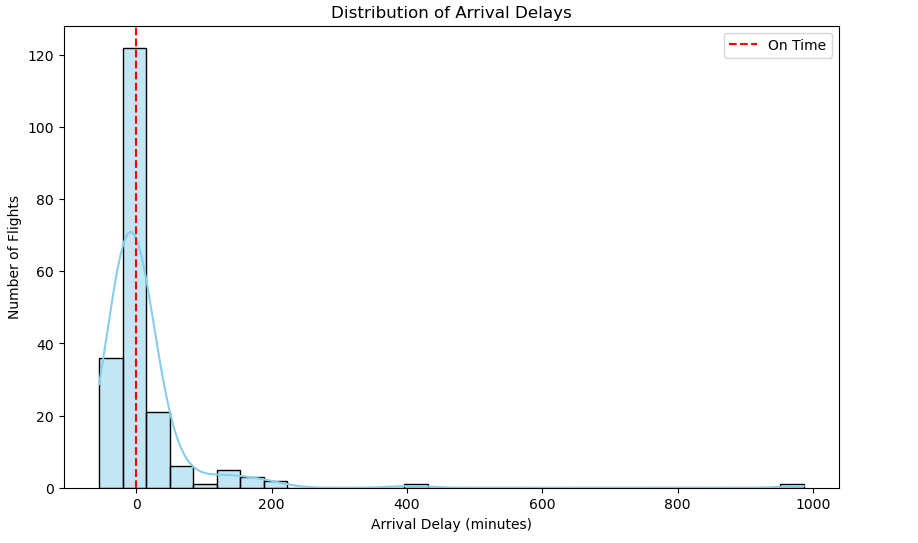 Distribution of Arrival Delays
On Time
120
100
80
60
40
20
0
Number of Flights
0 200 400 600 800 1000
Arrival Delay (minutes)